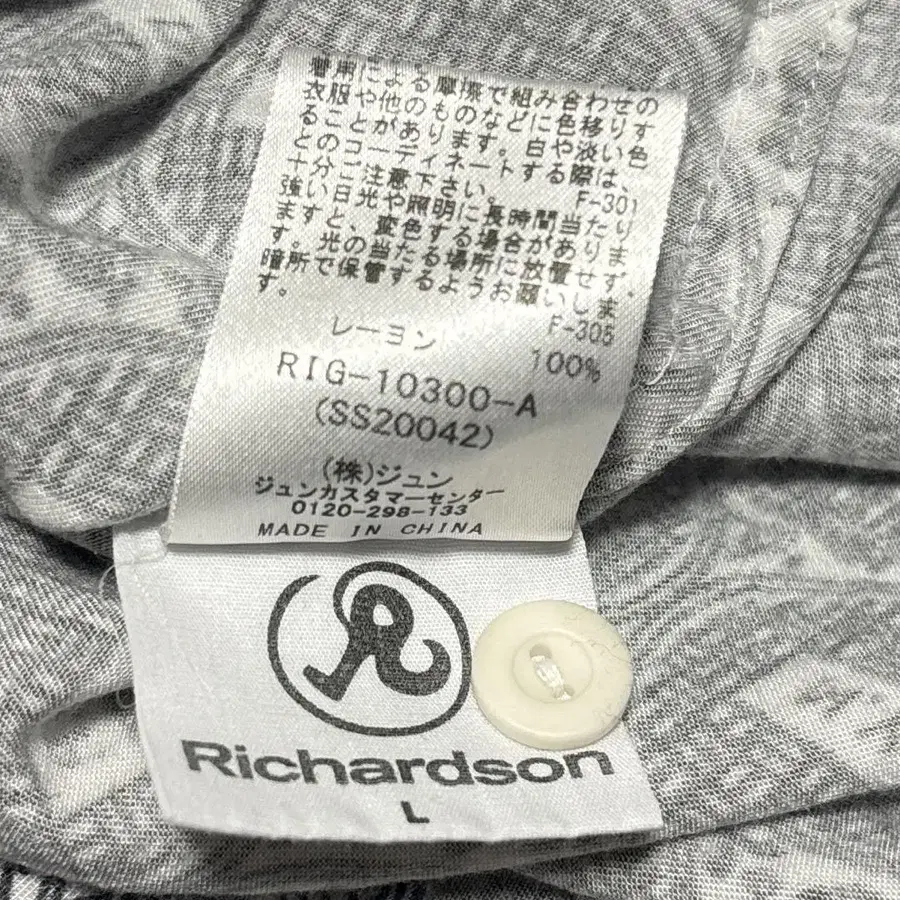 着用による摩擦で組み合わせの
衣服や他のものなどに色移りす
ることがあります。白や淡い色
とのコーディネートする際は、
十分ご注意下さい。 F-301
強い日光や照明に長時間当たり
ますと、変色する場合があります
す。光の当たる場所に放置せず、
暗所で保管するようお願いしま
す。 F-305
レーヨン 100%
RIG-10300-A
(SS20042)
(株)ジュン
ジュンカスタマーセンター
0120-298-133
MADE IN CHINA
Richardson
L